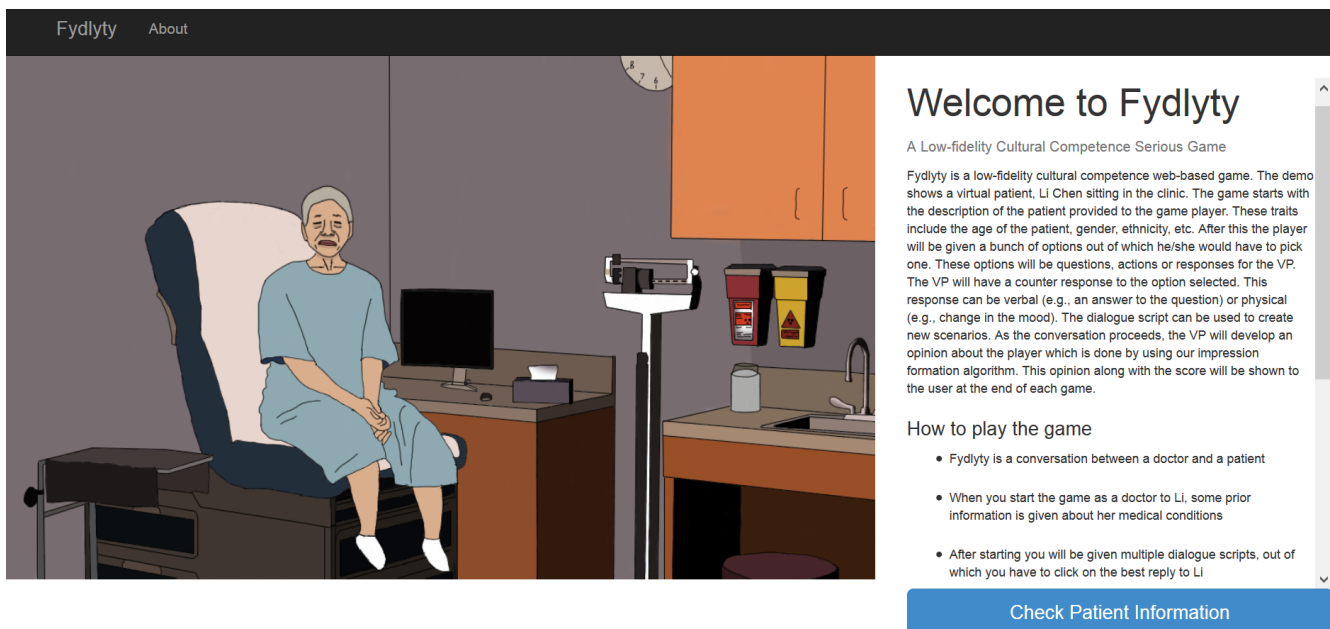 Fydlyty About
8
7
6
Welcome to Fydlyty
A Low-fidelity Cultural Competence Serious Game
Fydlyty is a low-fidelity cultural competence web-based game. The demo
shows a virtual patient, Li Chen sitting in the clinic. The game starts with
the description of the patient provided to the game player. These traits
include the age of the patient, gender, ethnicity, etc. After this the player
will be given a bunch of options out of which he/she would have to pick
one. These options will be questions, actions or responses for the VP.
The VP will have a counter response to the option selected. This
response can be verbal (e.g., an answer to the question) or physical
(e.g., change in the mood). The dialogue script can be used to create
new scenarios. As the conversation proceeds, the VP will develop an
opinion about the player which is done by using our impression
formation algorithm. This opinion along with the score will be shown to
the user at the end of each game.
How to play the game
● Fydlyty is a conversation between a doctor and a patient
● When you start the game as a doctor to Li, some prior
information is given about her medical conditions
● After starting you will be given multiple dialogue scripts, out of
which you have to click on the best reply to Li
Check Patient Information